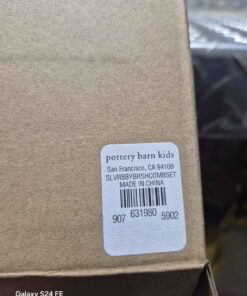 pottery barn kids
San Francisco, CA 94109
SLVRBBYBRSHCOMBSET
MADE IN CHINA
907 631980 5902
Galaxy S24 FE